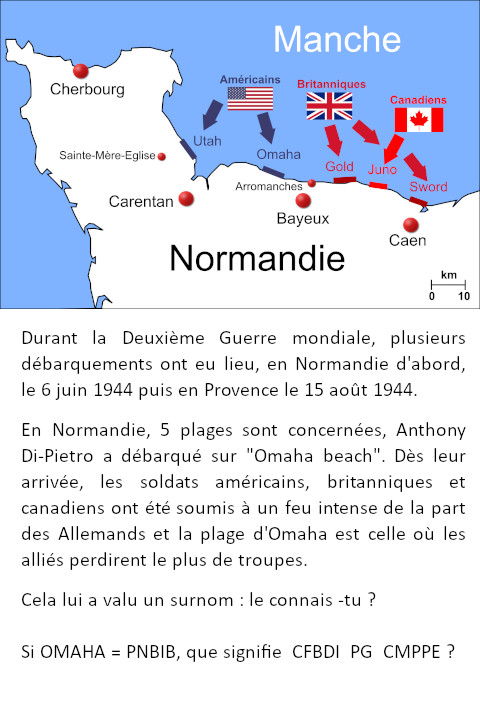 Manche
Cherbourg
Américains
Britanniques
Canadiens
Utah
Omaha
Gold
Juno
Sword
Sainte-Mère-Eglise
Arromanches
Carentan
Bayeux
Caen
Normandie
km
0 10
Durant la Deuxième Guerre mondiale, plusieurs
débarquements ont eu lieu, en Normandie d'abord,
le 6 juin 1944 puis en Provence le 15 août 1944.
En Normandie, 5 plages sont concernées, Anthony
Di-Pietro a débarqué sur "Omaha beach". Dès leur
arrivée, les soldats américains, britanniques et
canadiens ont été soumis à un feu intense de la part
des Allemands et la plage d'Omaha est celle où les
alliés perdirent le plus de troupes.
Cela lui a valu un surnom : le connais -tu ?
Si OMAHA = PNBIB, que signifie CFBDI PG CMPPE ?